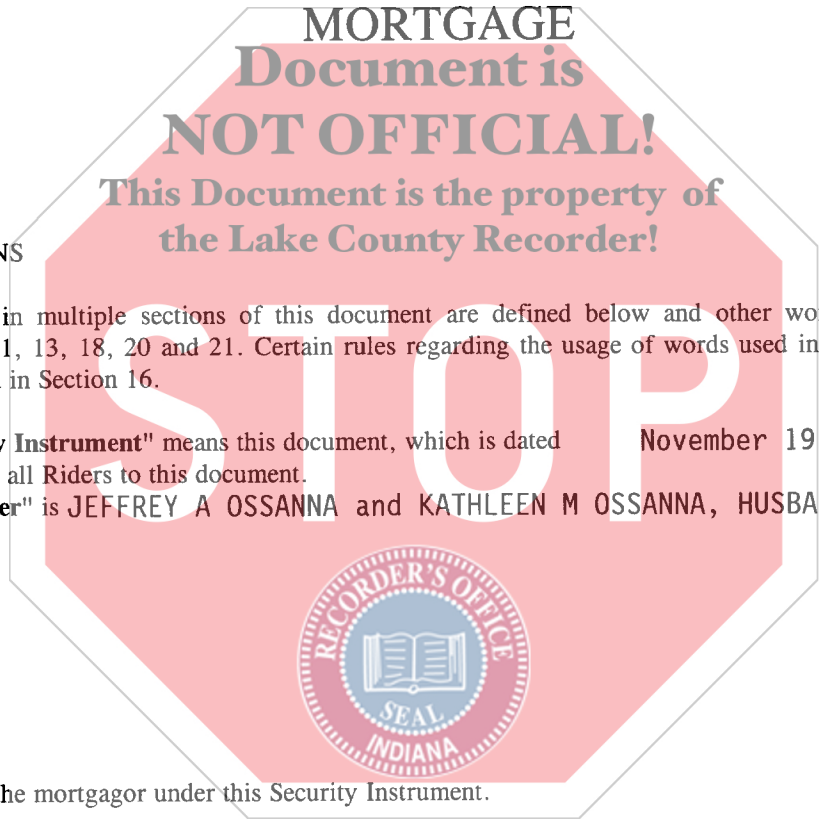 MORTGAGE
Document is
NOT OFFICIAL!
This Document is the property of
the Lake County Recorder!
NS
in multiple sections of this document are defined below and other wo
1, 13, 18, 20 and 21. Certain rules regarding the usage of words used in
in Section 16.
y Instrument" means this document, which is dated November 19
all Riders to this document.
er" is JEFFREY A OSSANNA and KATHLEEN M OSSANNA, HUSBA
STOP
RECORDER'S OFFICE
SEAL
INDIANA
he mortgagor under this Security Instrument.